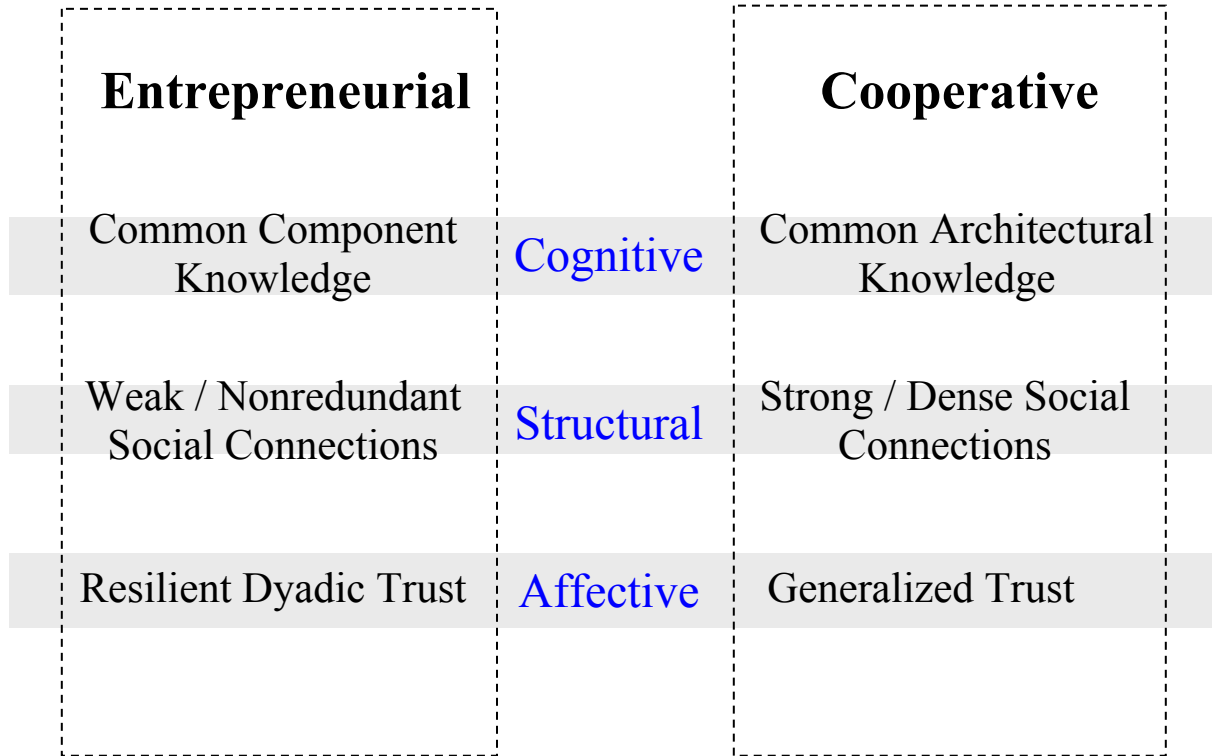 Entrepreneurial
Cooperative
Common Component
Knowledge
Cognitive
Common Architectural
Knowledge
Weak / Nonredundant
Social Connections
Structural
Strong / Dense Social
Connections
Resilient Dyadic Trust
Affective
Generalized Trust